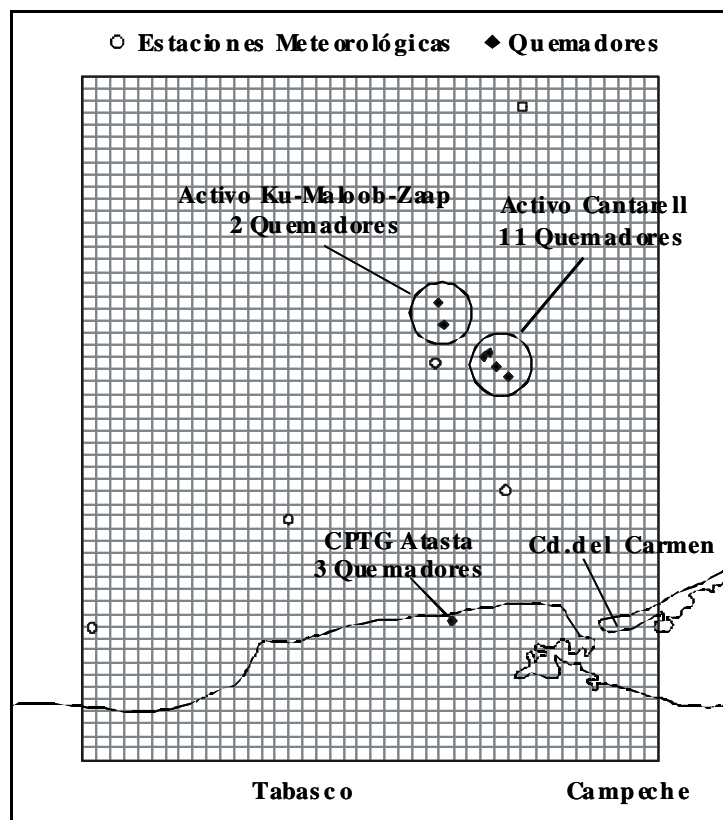 Estaciones Meteorológicas
Quemadores
Activo Ku-Maloob-Zaap
2 Quemadores
Activo Cantarell
11 Quemadores
CPTG Atasta
3 Quemadores
Cd.del Carmen
Tabasco
Campeche